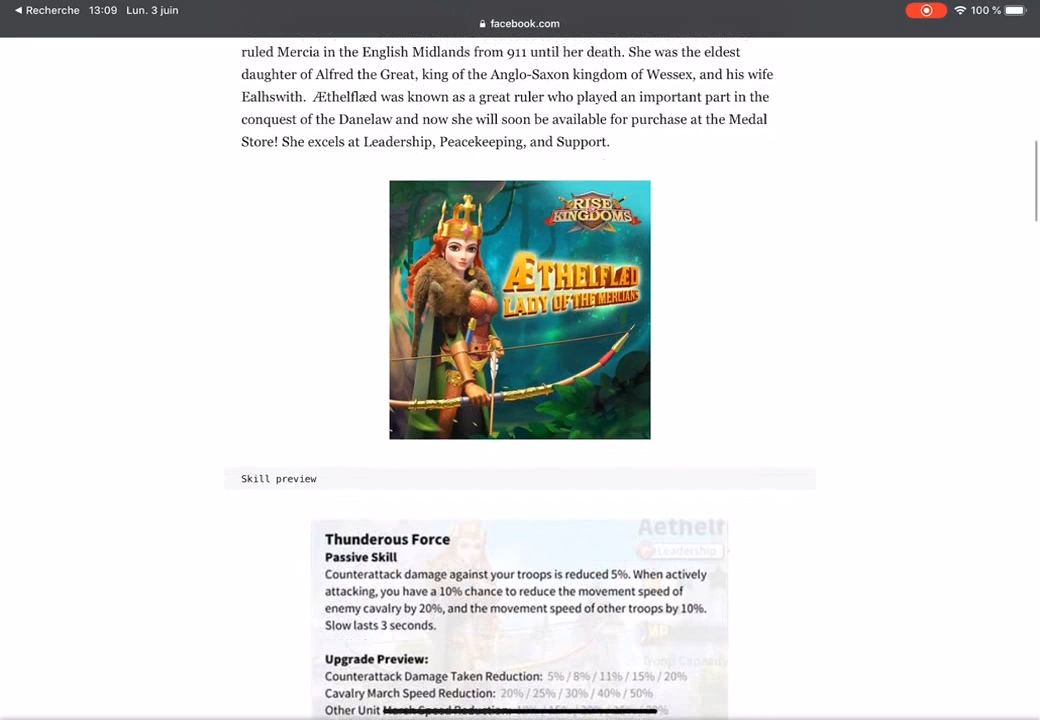 ◀ Recherche 13:09 Lun. 3 juin 100 %
facebook.com
ruled Mercia in the English Midlands from 911 until her death. She was the eldest
daughter of Alfred the Great, king of the Anglo-Saxon kingdom of Wessex, and his wife
Ealhswith. Æthelflæd was known as a great ruler who played an important part in the
conquest of the Danelaw and now she will soon be available for purchase at the Medal
Store! She excels at Leadership, Peacekeeping, and Support.
RISE OF
KINGDOMS
ÆTHELFLÆD
LADY OF THE MERCIANS
Skill preview
Aethelf
Leadership
Thunderous Force
Passive Skill
Counterattack damage against your troops is reduced 5%. When actively
attacking, you have a 10% chance to reduce the movement speed of
enemy cavalry by 20%, and the movement speed of other troops by 10%.
Slow lasts 3 seconds.
Troop Capacity
Upgrade Preview:
Counterattack Damage Taken Reduction: 5% / 8% / 11% / 15% / 20%
Cavalry March Speed Reduction: 20% / 25% / 30% / 40% / 50%
Other Unit March Speed Reduction: